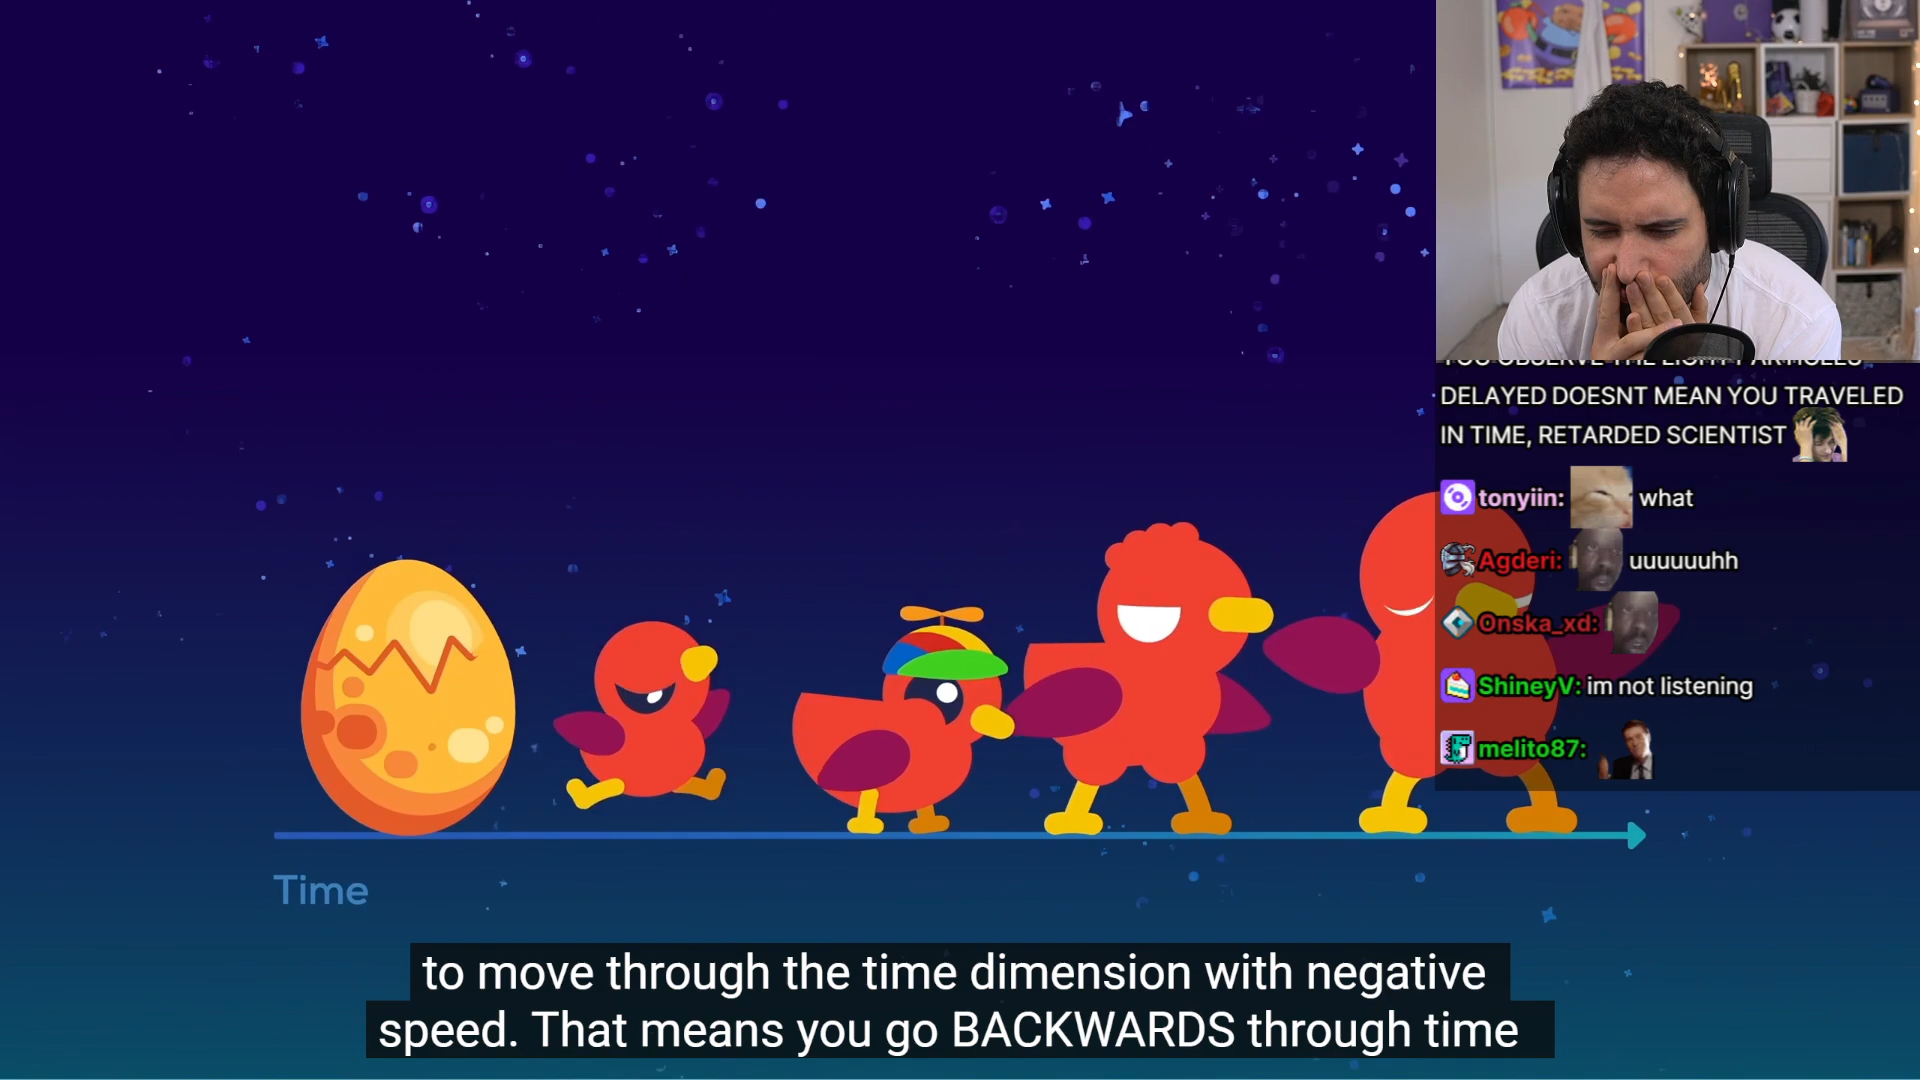 DELAYED DOESNT MEAN YOU TRAVELED
IN TIME, RETARDED SCIENTIST
tonyiin: what
Agderi: uuuuuuhh
Onska_xd:
ShineyV: im not listening
melito87:
Time
to move through the time dimension with negative
speed. That means you go BACKWARDS through time